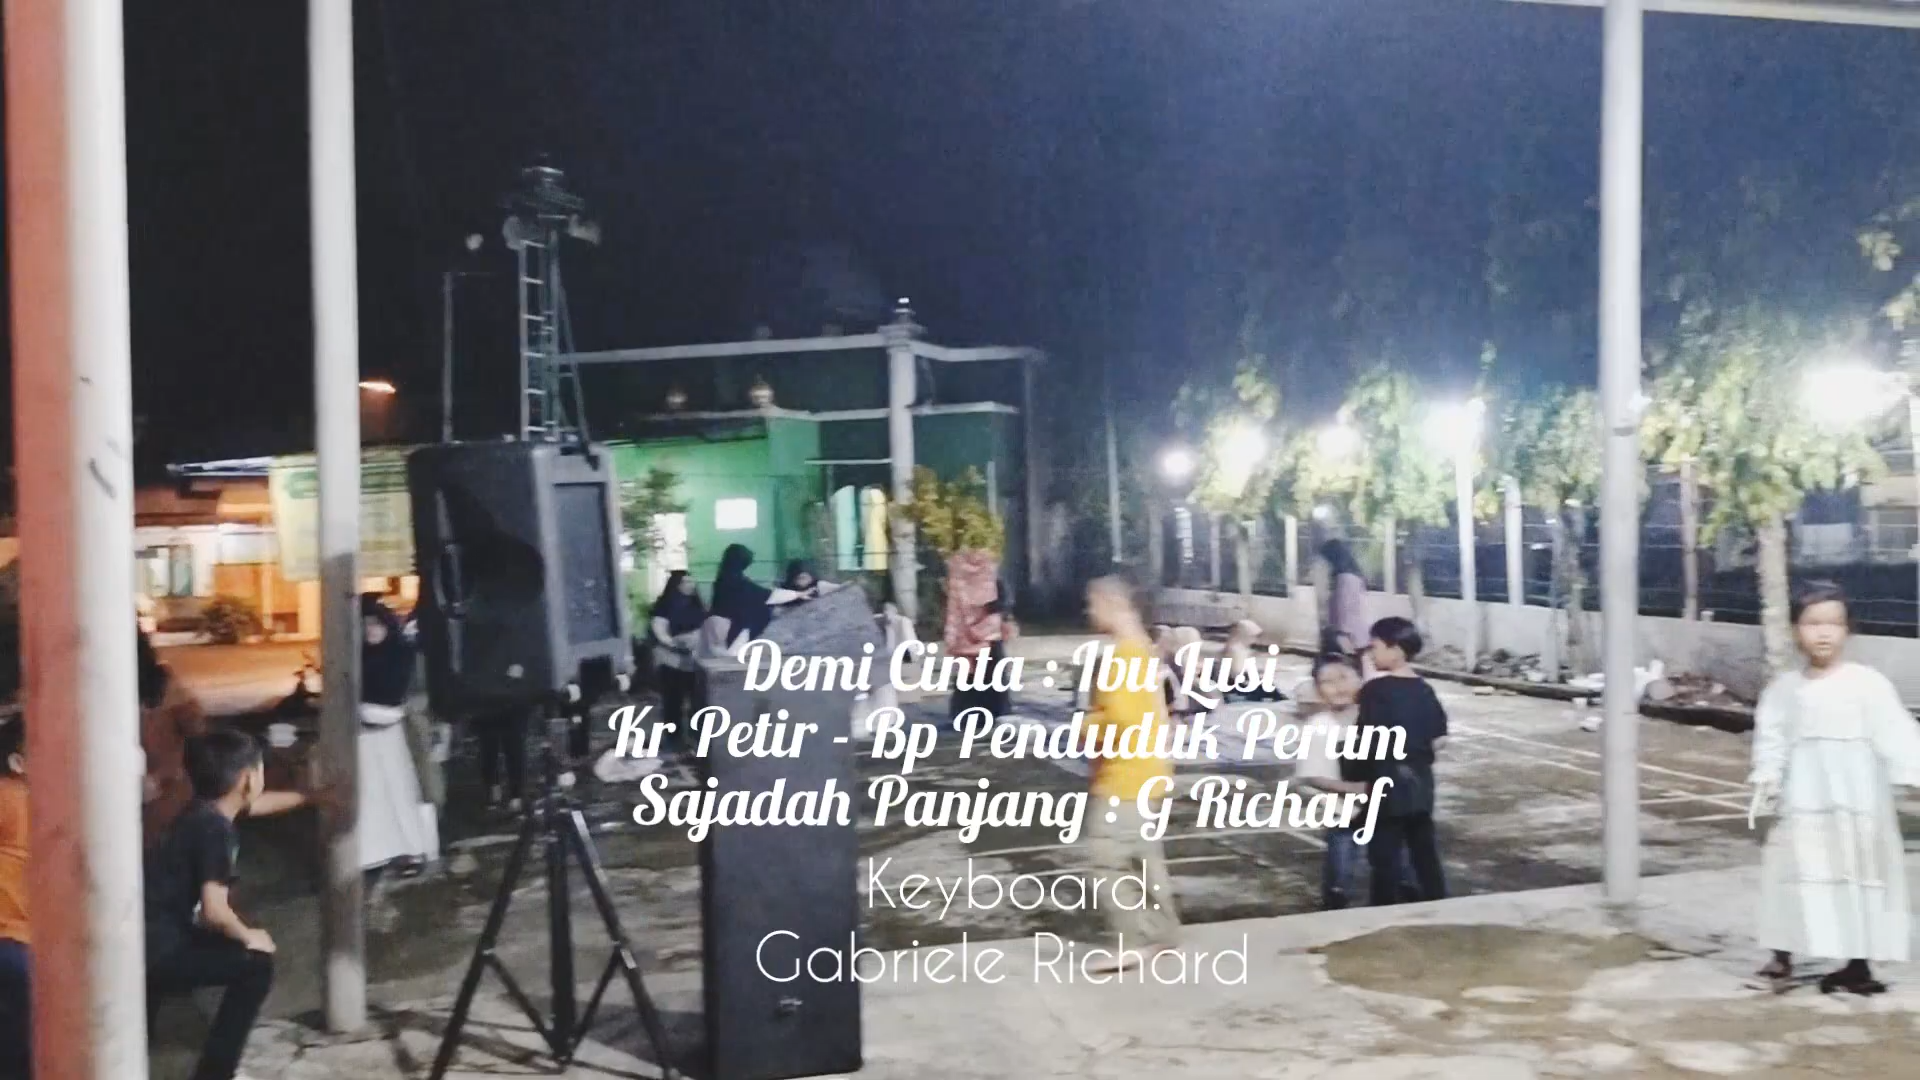 Demi Cinta : Ibu Lusi
Kr Petir - Bp Penduduk Perum
Sajadah Panjang : G Richarf
Keyboard:
Gabriele Richard